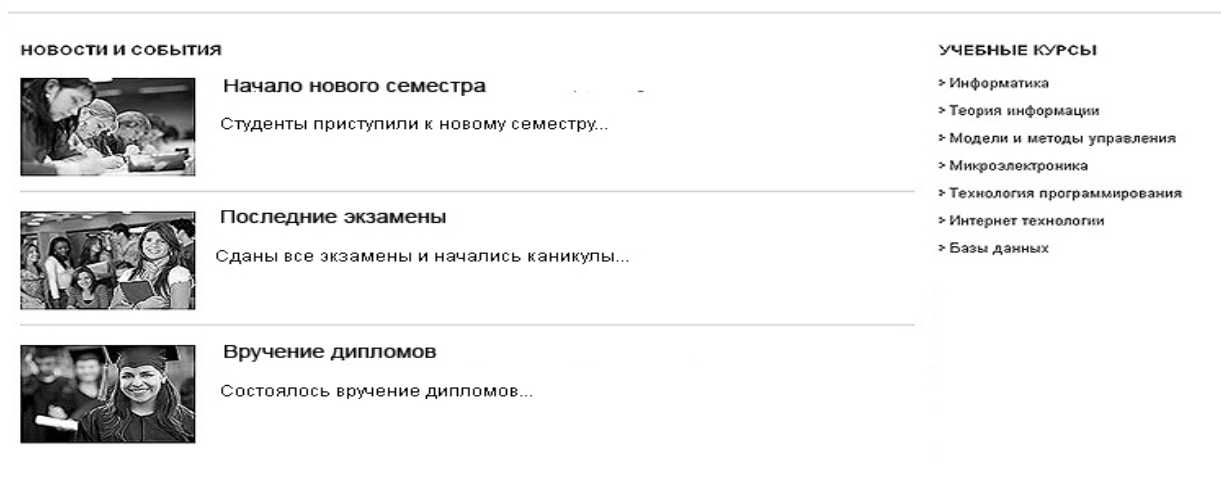 НОВОСТИ И СОБЫТИЯ
Начало нового семестра
Студенты приступили к новому семестру...
Последние экзамены
Сданы все экзамены и начались каникулы...
Вручение дипломов
Состоялось вручение дипломов...
УЧЕБНЫЕ КУРСЫ
> Информатика
> Теория информации
> Модели и методы управления
> Микроэлектроника
> Технология программирования
> Интернет технологии
> Базы данных